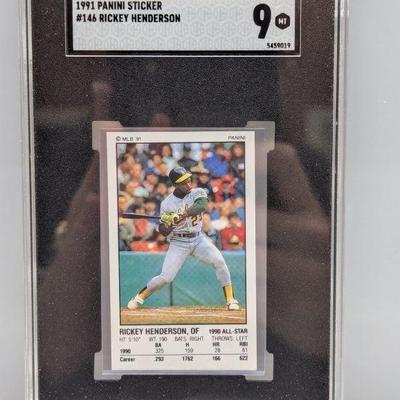 1991 PANINI STICKER
#146 RICKEY HENDERSON
9 MT
5459019
© MLB '91 PANINI
RICKEY HENDERSON, OF 1990 ALL-STAR
HT 5'10" WT 190 BATS RIGHT THROWS LEFT
BA H HR RBI
1990 325 159 28 61
Career 293 1762 166 622